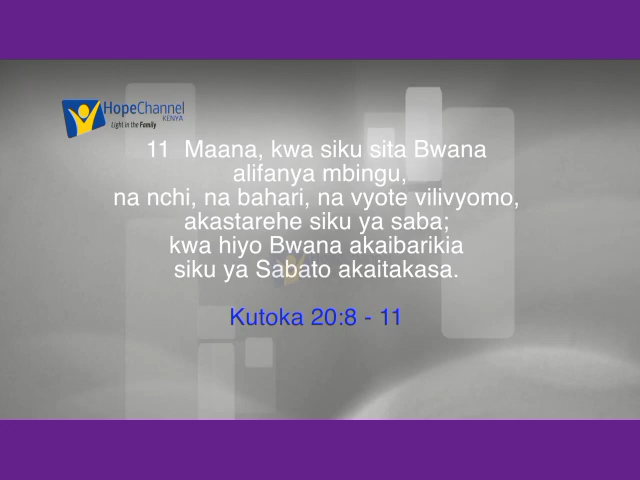 HopeChannel
KENYA
Light in the Family
11 Maana, kwa siku sita Bwana
alifanya mbingu,
na nchi, na bahari, na vyote vilivyomo,
akastarehe siku ya saba;
kwa hiyo Bwana akaibarikia
siku ya Sabato akaitakasa.
Kutoka 20:8 - 11